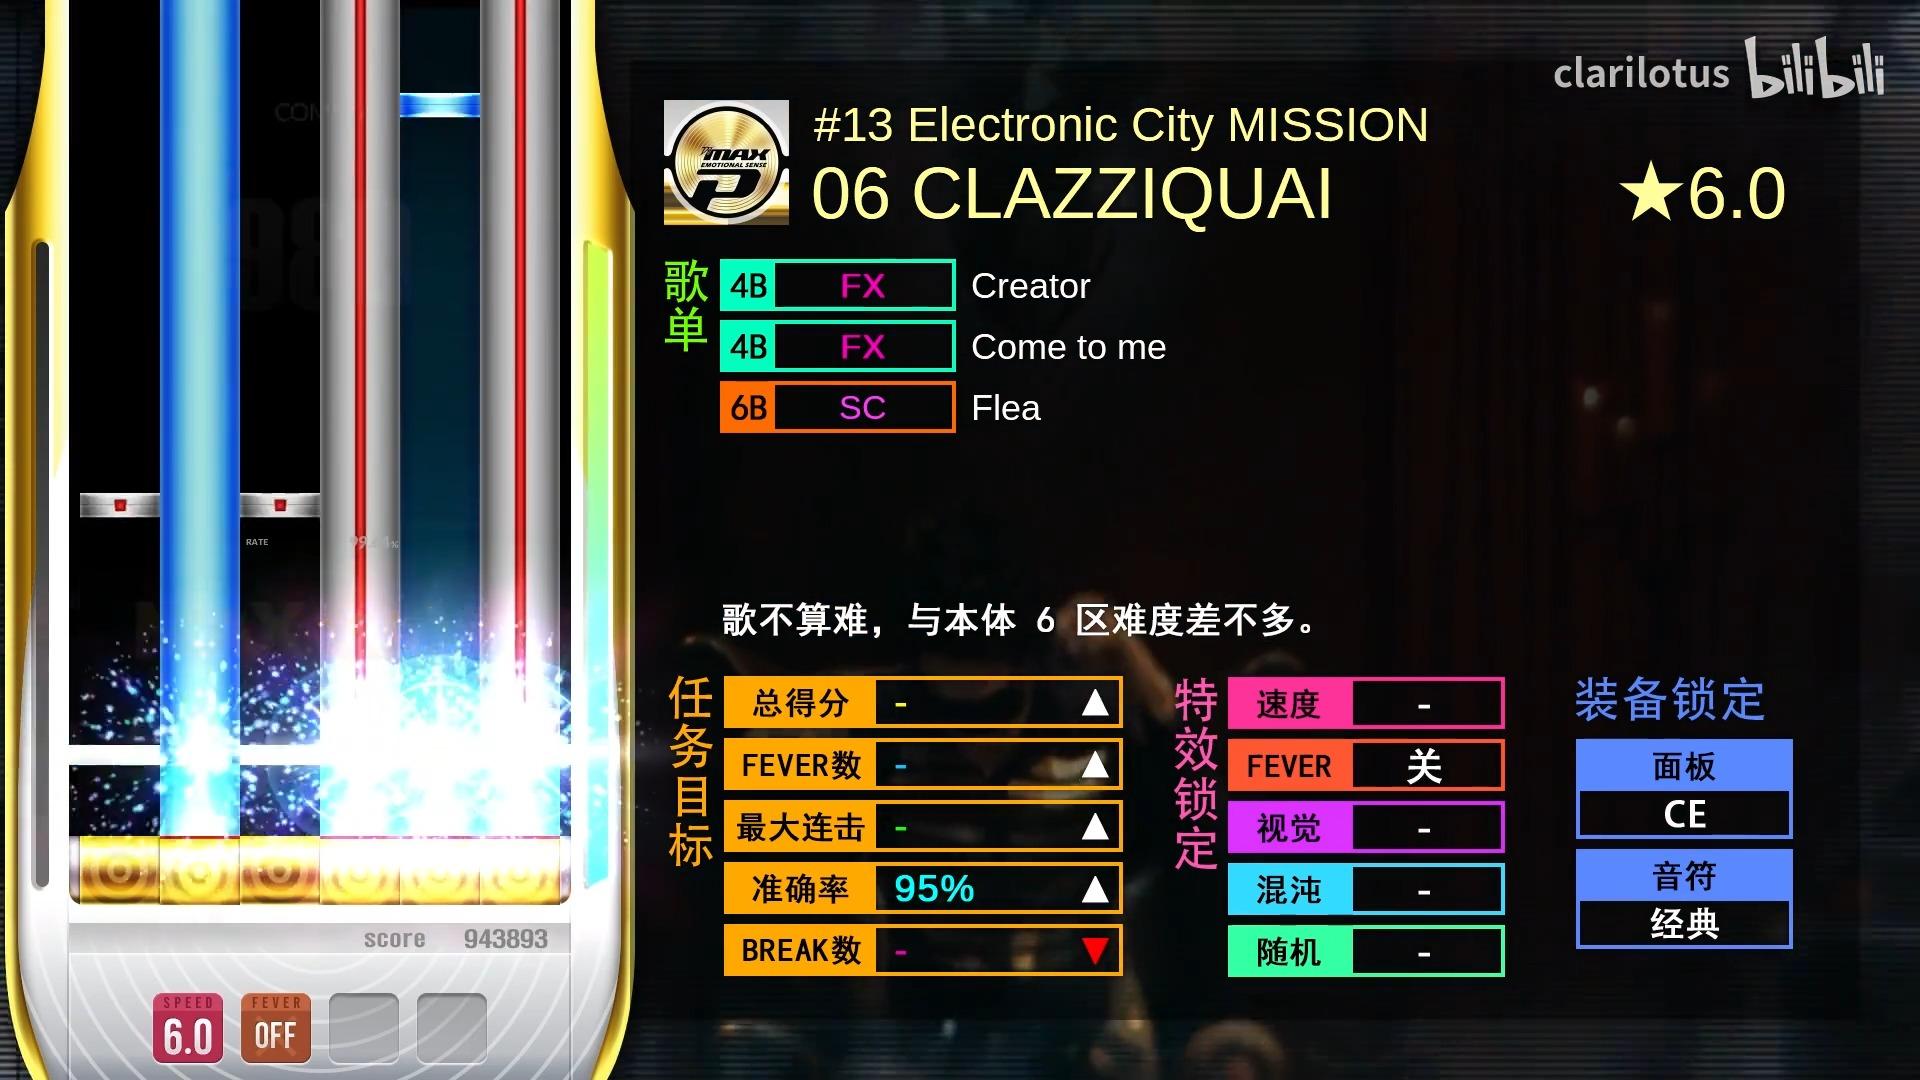 clarilotus bilibili
#13 Electronic City MISSION
MAX
EMOTIONAL SENSE
06 CLAZZIQUAI
★6.0
歌单
4B FX Creator
4B FX Come to me
6B SC Flea
RATE
歌不算难，与本体 6 区难度差不多。
任务目标
总得分 - ▲
FEVER数 - ▲
最大连击 - ▲
准确率 95% ▲
BREAK数 - ▼
特效锁定
速度 -
FEVER 关
视觉 -
混沌 -
随机 -
装备锁定
面板
CE
音符
经典
score 943893
SPEED
6.0
FEVER
OFF